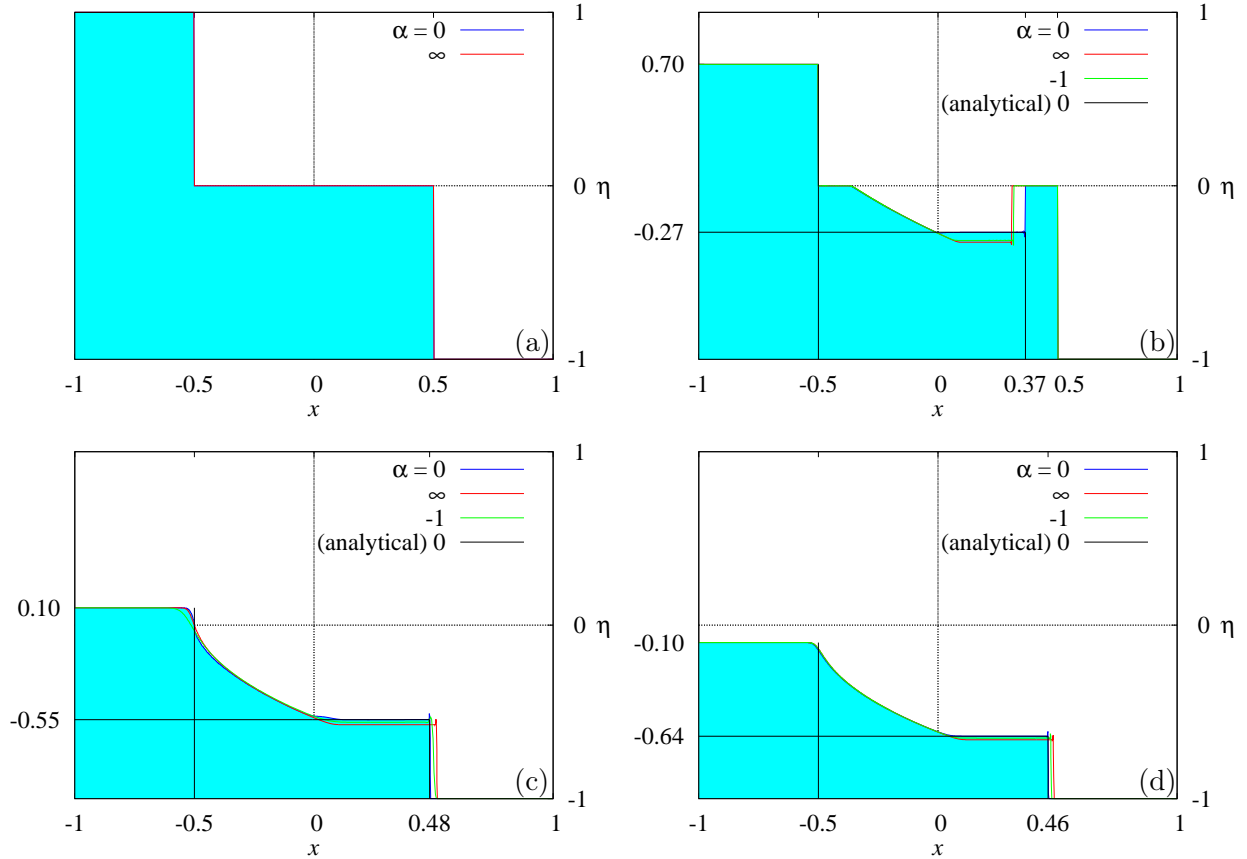 1
α = 0
∞
0 η
(a)
-1
-1 -0.5 0 0.5 1
x
1
α = 0
0.70
∞
-1
(analytical) 0
0 η
-0.27
(b)
-1
-1 -0.5 0 0.37 0.5 1
x
1
α = 0
∞
-1
(analytical) 0
0.10
0 η
-0.55
(c)
-1
-1 -0.5 0 0.48 1
x
1
α = 0
∞
-1
(analytical) 0
0 η
-0.10
-0.64
(d)
-1
-1 -0.5 0 0.46 1
x